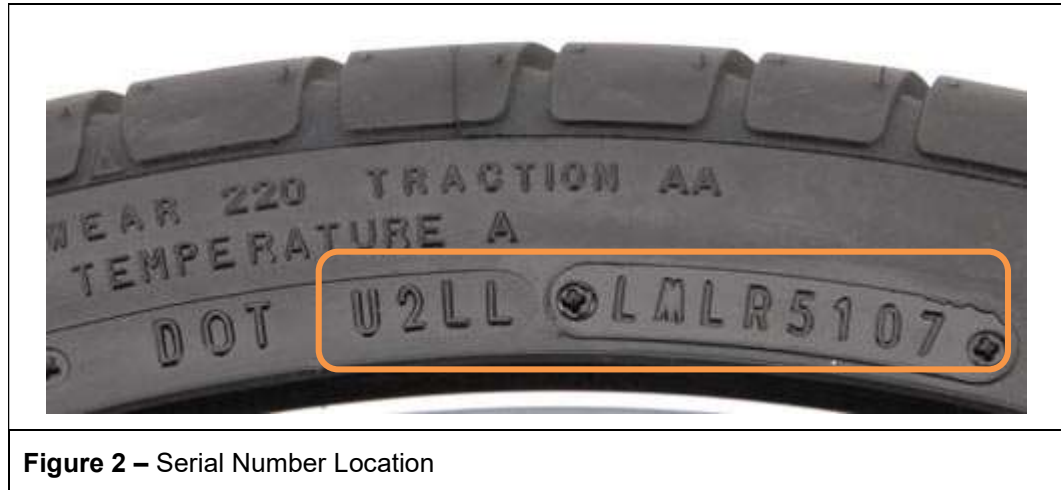 WEAR 220 TRACTION AA
TEMPERATURE A
DOT U2LL LMLR5107
Figure 2 – Serial Number Location